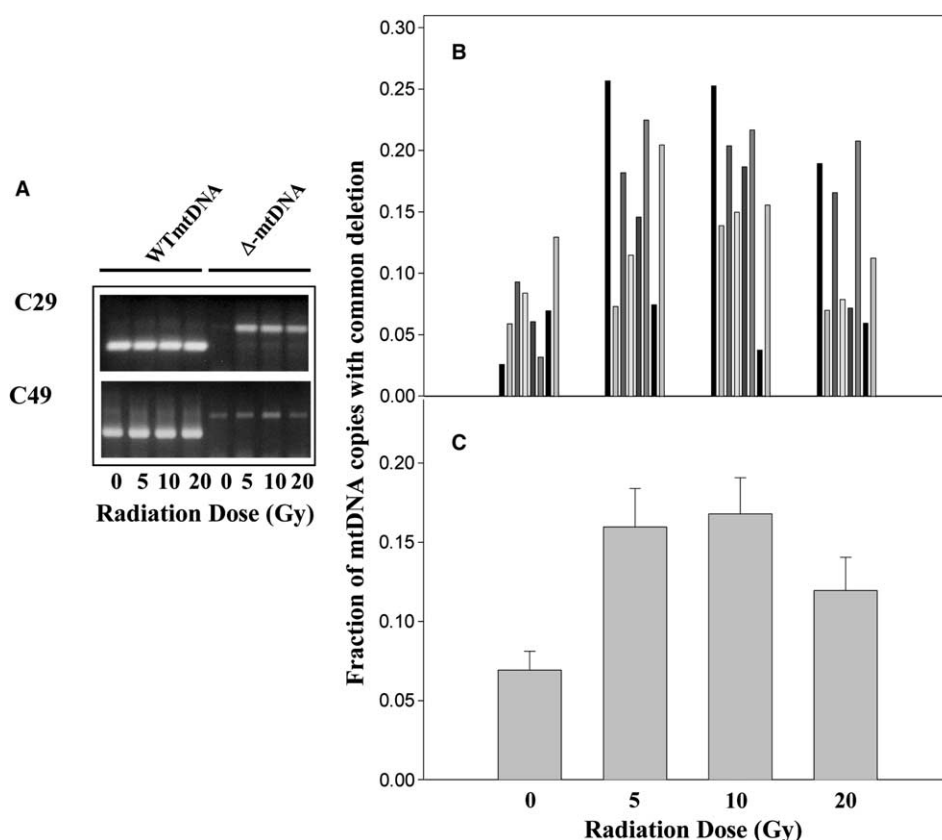 A
WTmtDNA
Δ-mtDNA
C29
C49
0 5 10 20 0 5 10 20
Radiation Dose (Gy)
Fraction of mtDNA copies with common deletion
B
0.30
0.25
0.20
0.15
0.10
0.05
0.00
C
0.20
0.15
0.10
0.05
0.00
0 5 10 20
Radiation Dose (Gy)